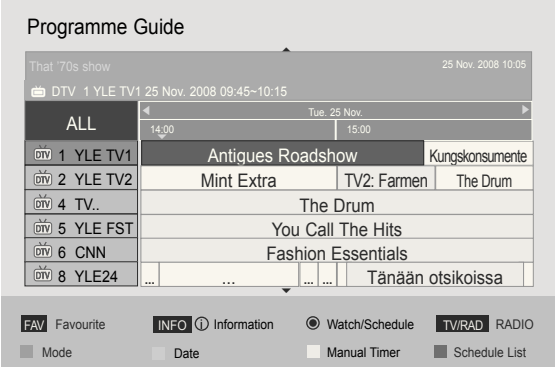 Programme Guide
That '70s show 25 Nov. 2008 10:05
DTV 1 YLE TV1 25 Nov. 2008 09:45~10:15
ALL Tue. 25 Nov.
14:00 15:00
DTV 1 YLE TV1 Antigues Roadshow Kungskonsumente
DTV 2 YLE TV2 Mint Extra TV2: Farmen The Drum
DTV 4 TV.. The Drum
DTV 5 YLE FST You Call The Hits
DTV 6 CNN Fashion Essentials
DTV 8 YLE24 ... ... ... ... Tänään otsikoissa
FAV Favourite INFO i Information Watch/Schedule TV/RAD RADIO
Mode Date Manual Timer Schedule List